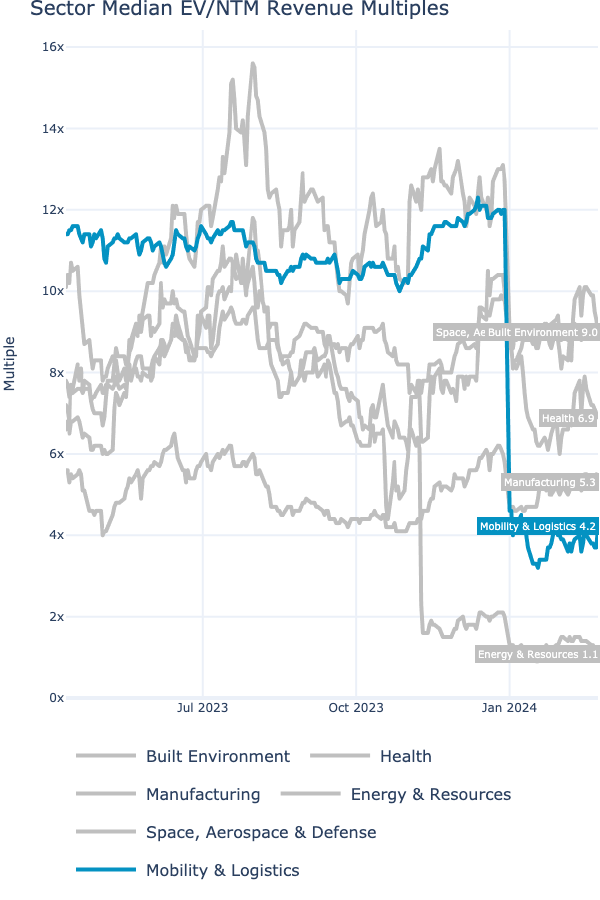 Sector Median EV/NTM Revenue Multiples
16x
14x
12x
10x
8x
6x
4x
2x
0x
Multiple
Space, Ae
Built Environment 9.0
Health 6.9
Manufacturing 5.3
Mobility & Logistics 4.2
Energy & Resources 1.1
Jul 2023
Oct 2023
Jan 2024
Built Environment
Health
Manufacturing
Energy & Resources
Space, Aerospace & Defense
Mobility & Logistics